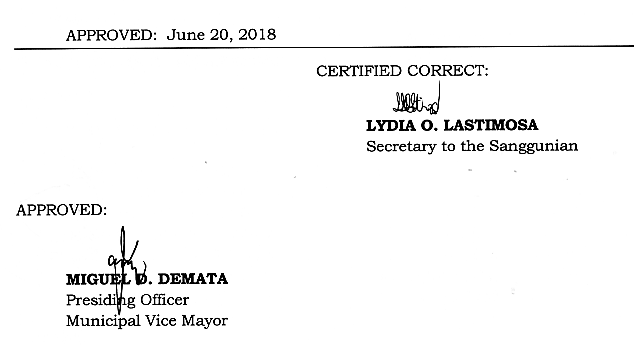 APPROVED: June 20, 2018
CERTIFIED CORRECT:
LYDIA O. LASTIMOSA
Secretary to the Sanggunian
APPROVED:
MIGUEL D. DEMATA
Presiding Officer
Municipal Vice Mayor